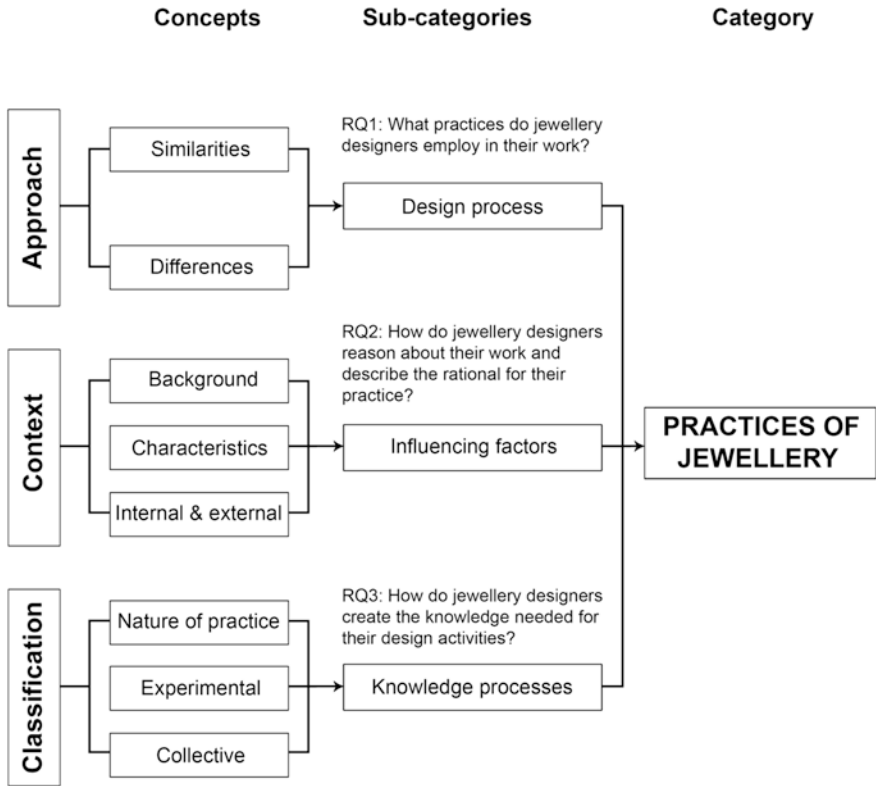 Concepts
Sub-categories
Category
Approach
Similarities
Differences
RQ1: What practices do jewellery
designers employ in their work?
Design process
Context
Background
Characteristics
Internal & external
RQ2: How do jewellery designers
reason about their work and
describe the rational for their
practice?
Influencing factors
Classification
Nature of practice
Experimental
Collective
RQ3: How do jewellery designers
create the knowledge needed for
their design activities?
Knowledge processes
PRACTICES OF
JEWELLERY